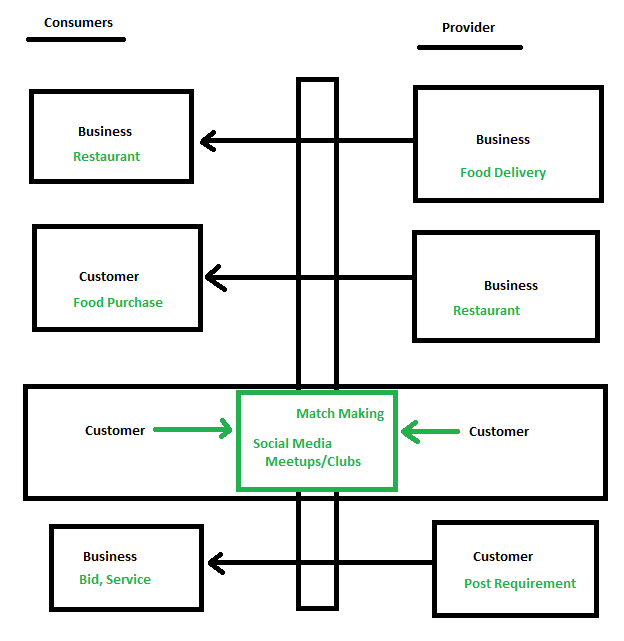 Consumers
Provider
Business
Restaurant
Business
Food Delivery
Customer
Food Purchase
Business
Restaurant
Customer
Match Making
Social Media
Meetups/Clubs
Customer
Business
Bid, Service
Customer
Post Requirement